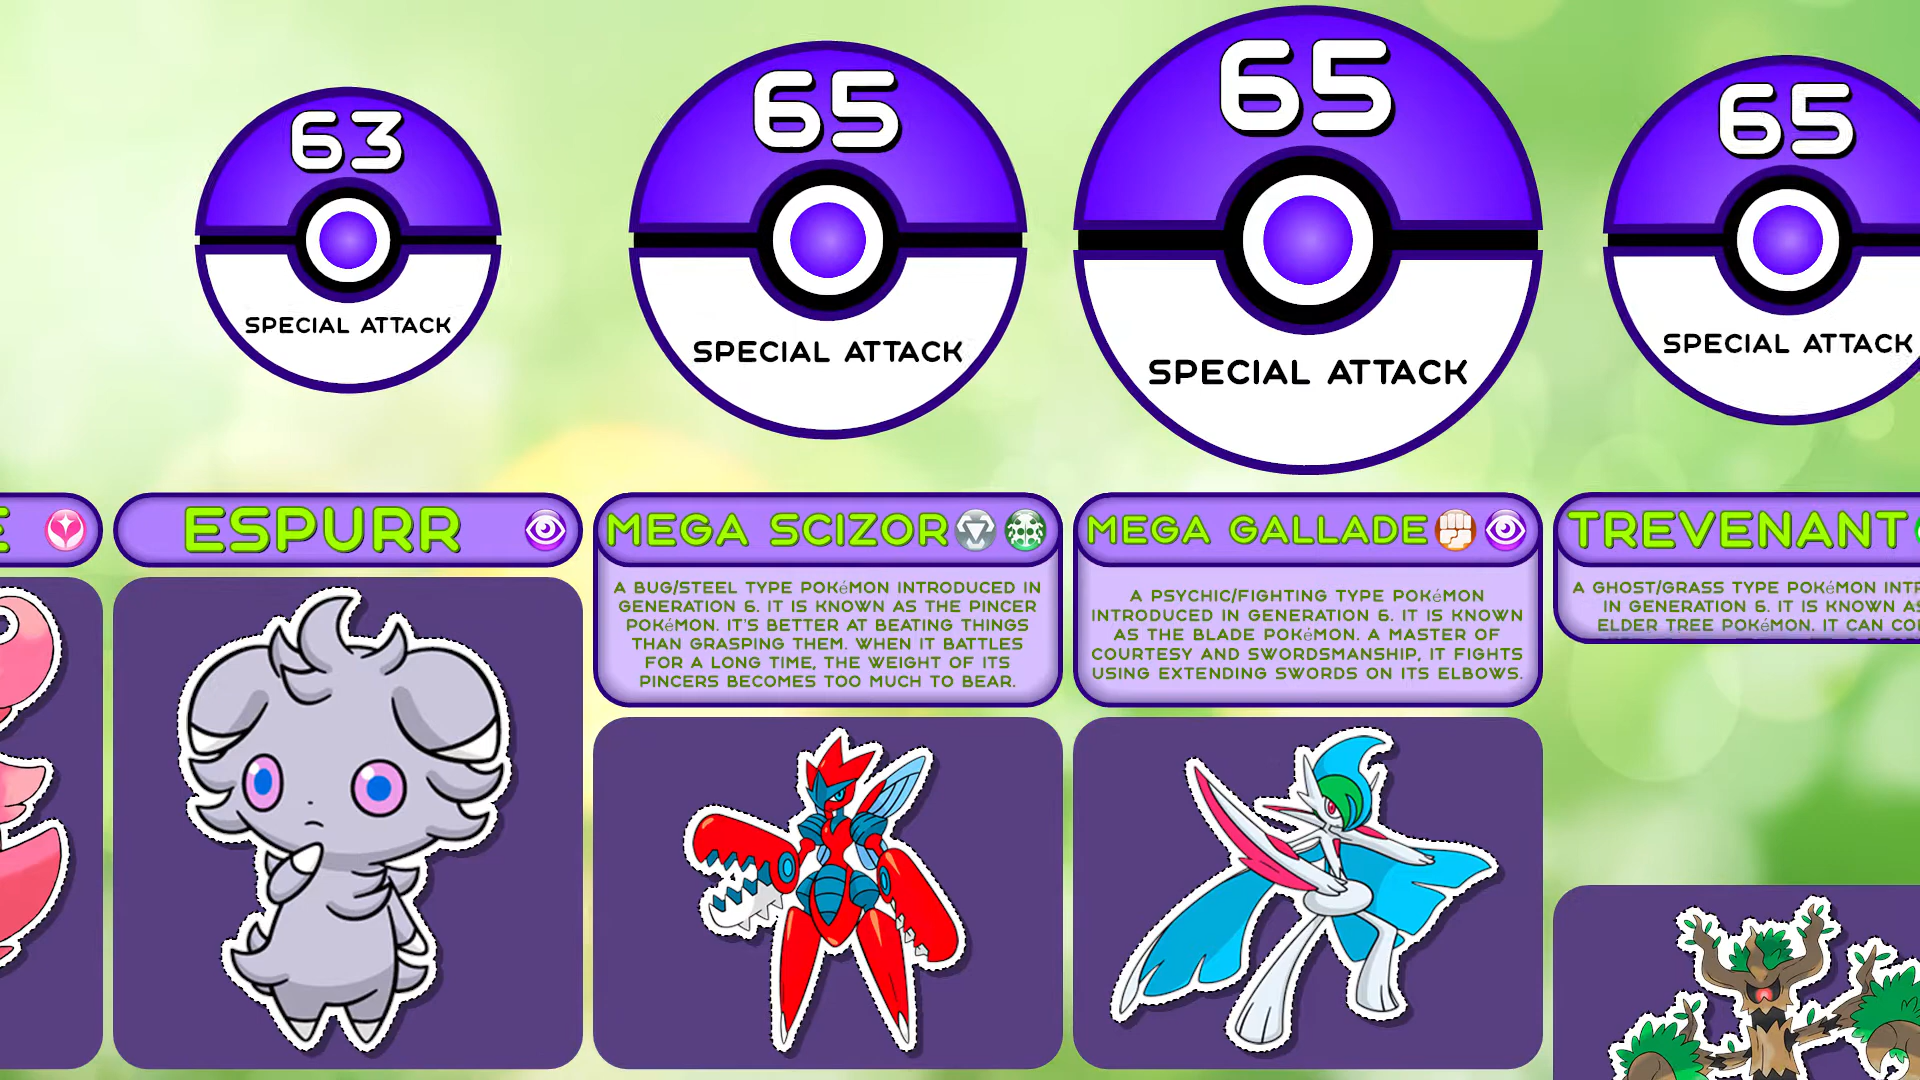 63
SPECIAL ATTACK
65
SPECIAL ATTACK
65
SPECIAL ATTACK
65
SPECIAL ATTACK
E
ESPURR
MEGA SCIZOR
A BUG/STEEL TYPE POKéMON INTRODUCED IN
GENERATION 6. IT IS KNOWN AS THE PINCER
POKéMON. IT'S BETTER AT BEATING THINGS
THAN GRASPING THEM. WHEN IT BATTLES
FOR A LONG TIME, THE WEIGHT OF ITS
PINCERS BECOMES TOO MUCH TO BEAR.
MEGA GALLADE
A PSYCHIC/FIGHTING TYPE POKéMON
INTRODUCED IN GENERATION 6. IT IS KNOWN
AS THE BLADE POKéMON. A MASTER OF
COURTESY AND SWORDSMANSHIP, IT FIGHTS
USING EXTENDING SWORDS ON ITS ELBOWS.
TREVENANT
A GHOST/GRASS TYPE POKéMON INTR
IN GENERATION 6. IT IS KNOWN AS
ELDER TREE POKéMON. IT CAN CO